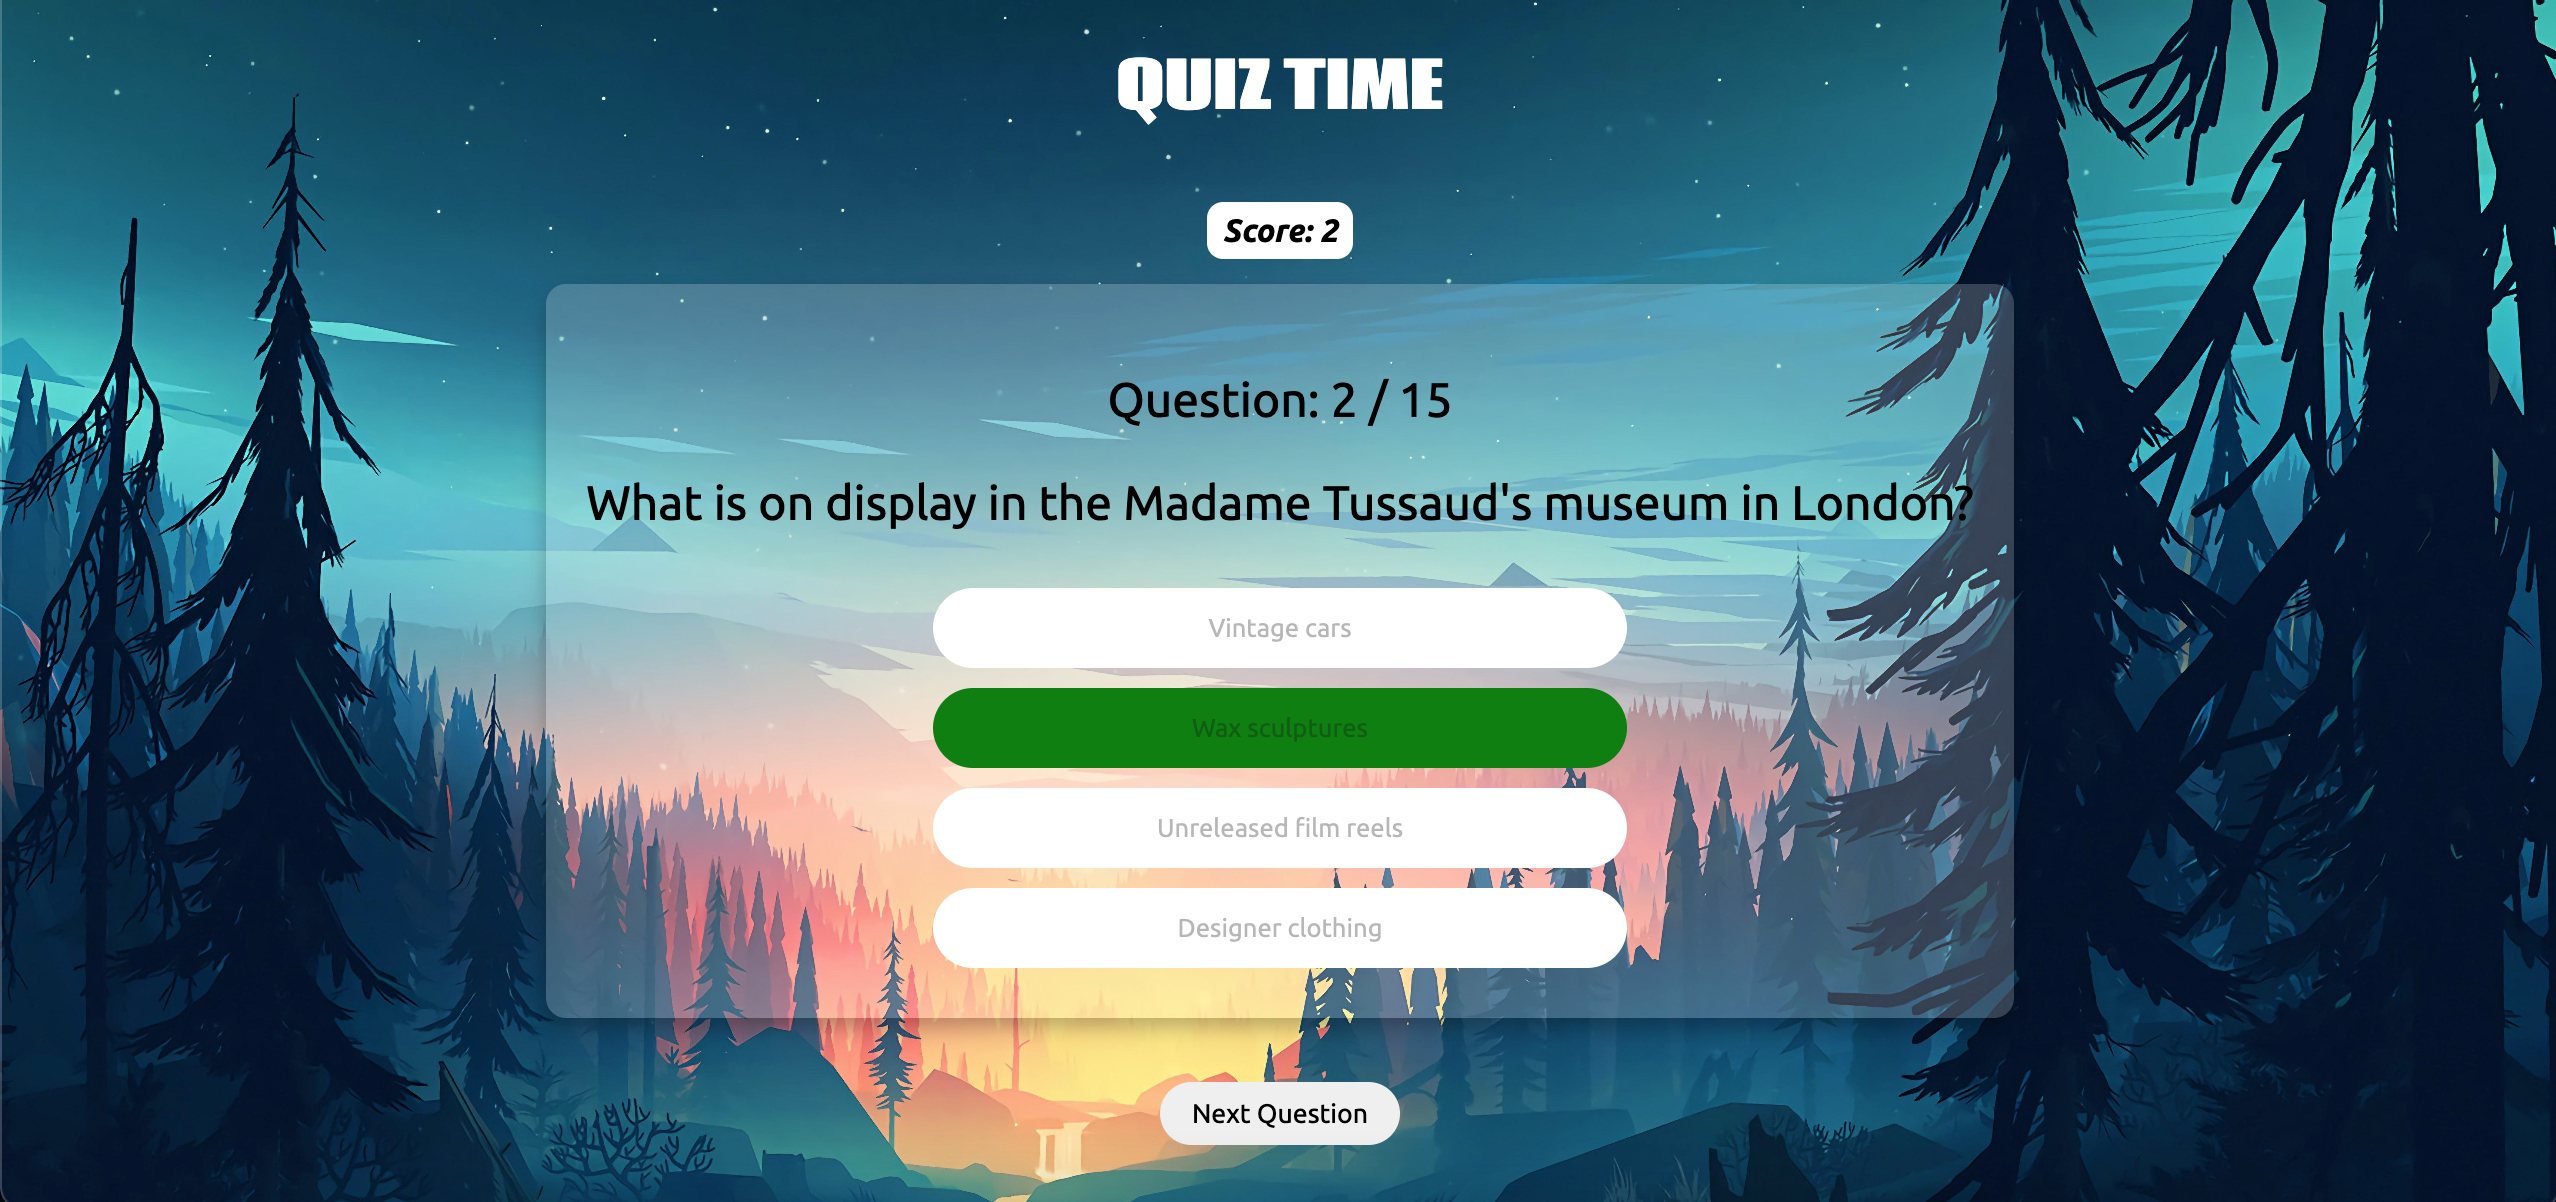 QUIZ TIME
Score: 2
Question: 2 / 15
What is on display in the Madame Tussaud's museum in London?
Vintage cars
Wax sculptures
Unreleased film reels
Designer clothing
Next Question